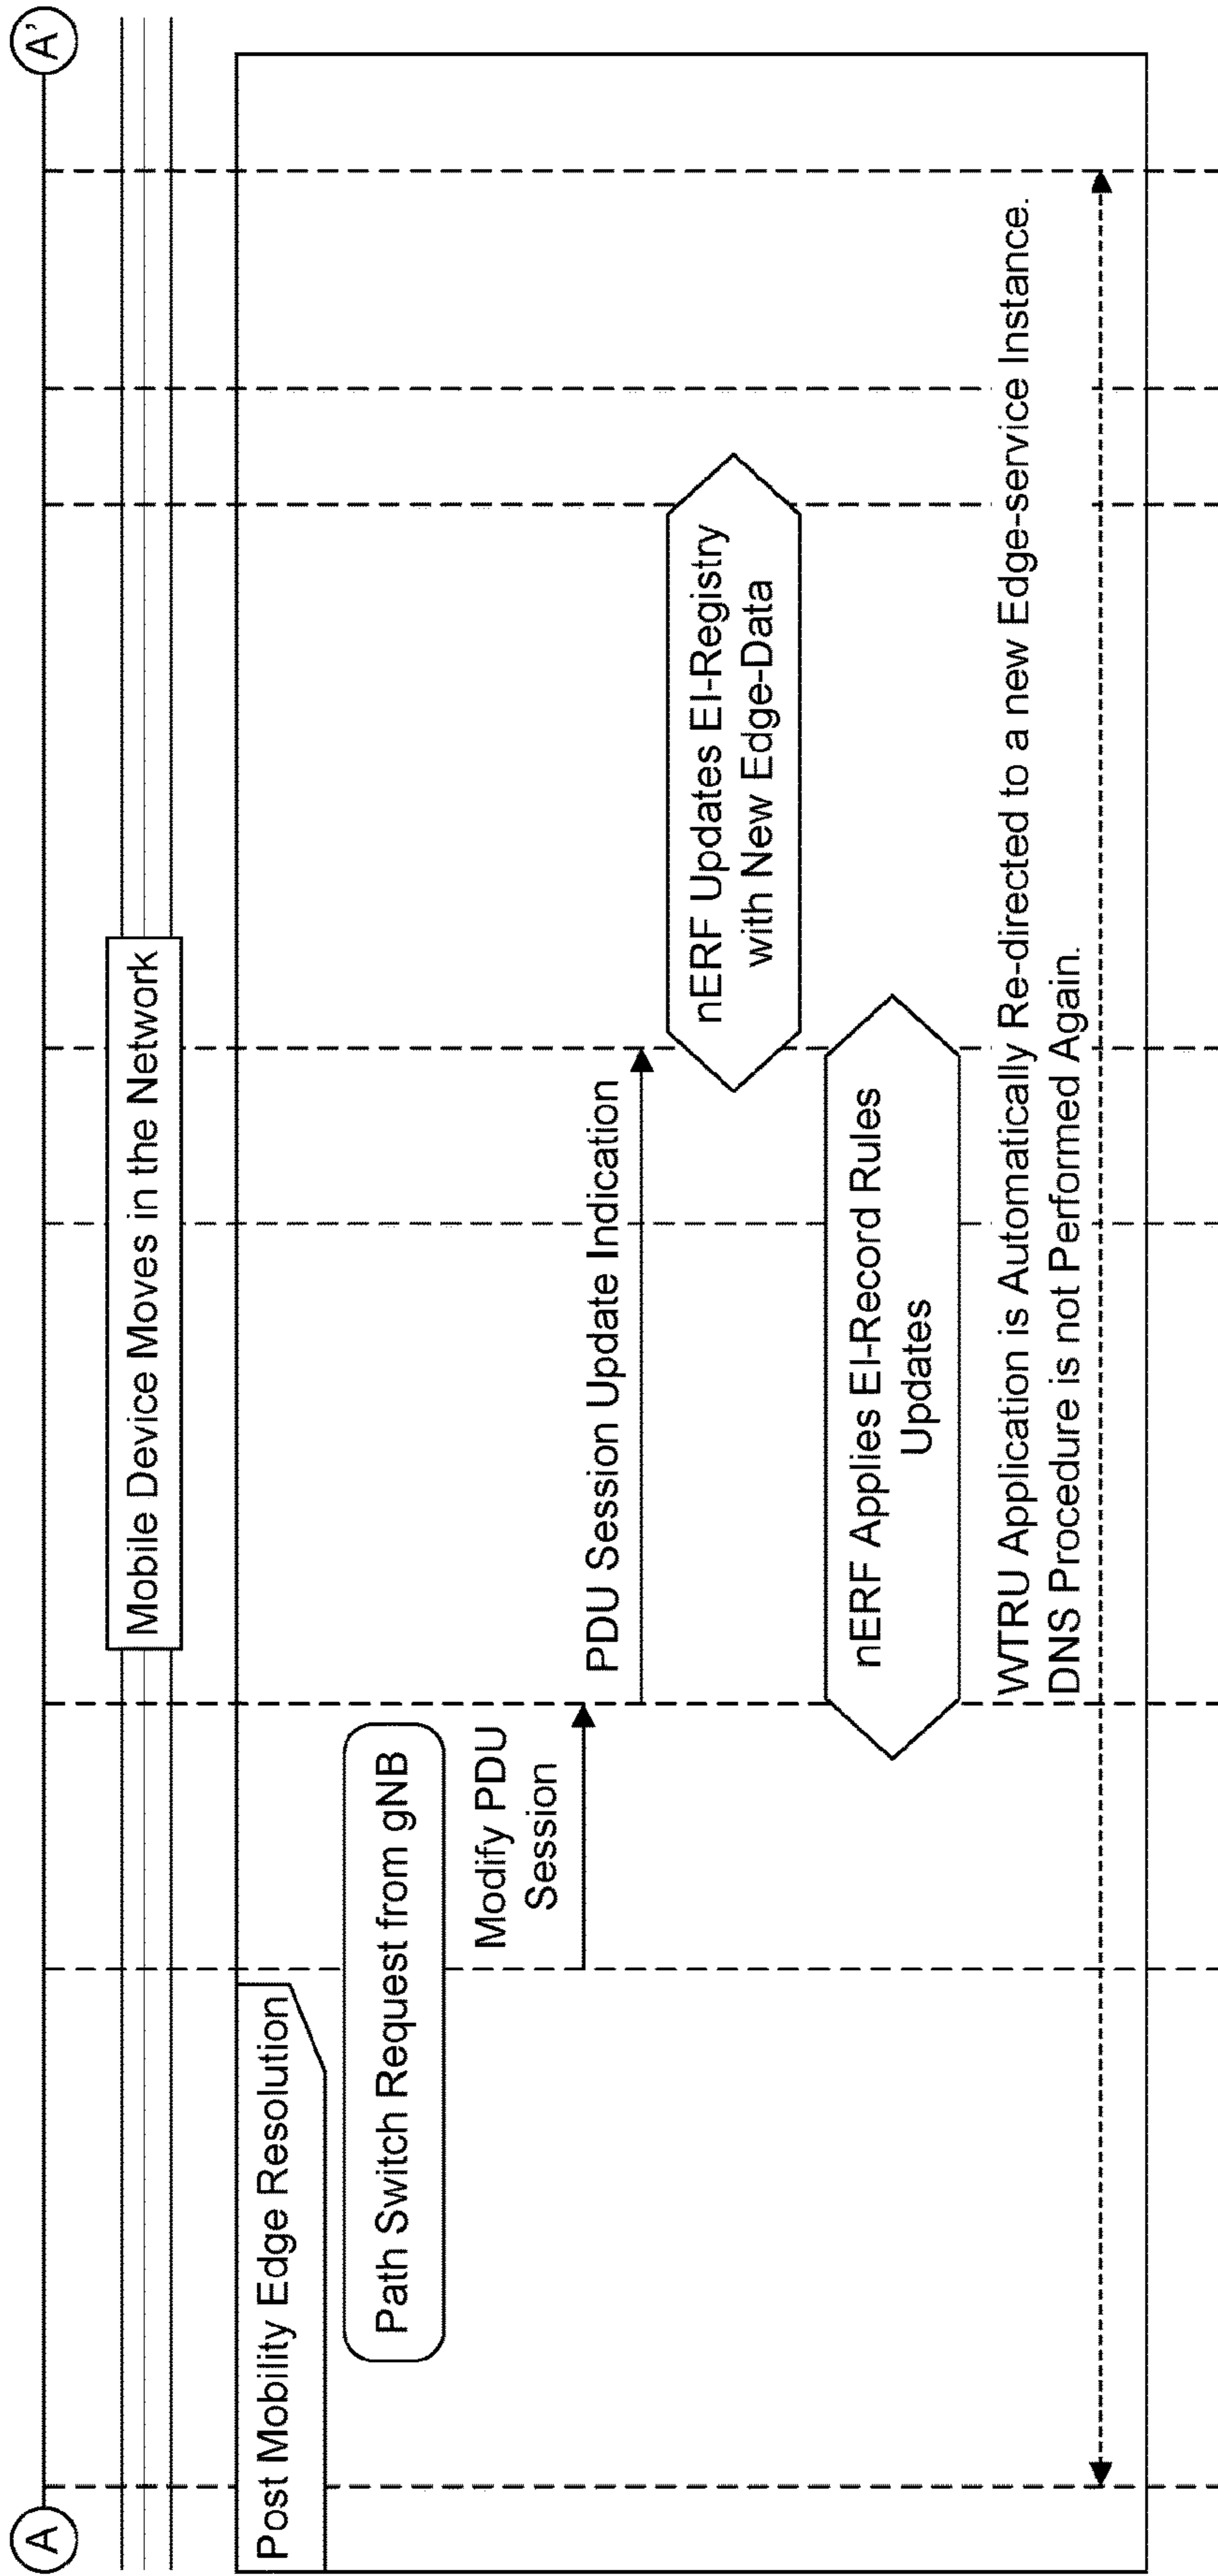 A
A'
Mobile Device Moves in the Network
Post Mobility Edge Resolution
Path Switch Request from gNB
Modify PDU
Session
PDU Session Update Indication
nERF Updates EI-Registry
with New Edge-Data
nERF Applies EI-Record Rules
Updates
WTRU Application is Automatically Re-directed to a new Edge-service Instance.
DNS Procedure is not Performed Again.